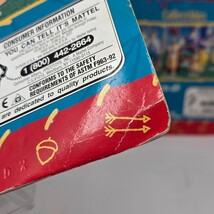 CONSUMER INFORMATION
YOU CAN TELL IT'S MATTEL
1 (800) 442-2664
CONFORMS TO THE SAFETY
REQUIREMENTS OF ASTM F963-92
are dedicated to quality products.